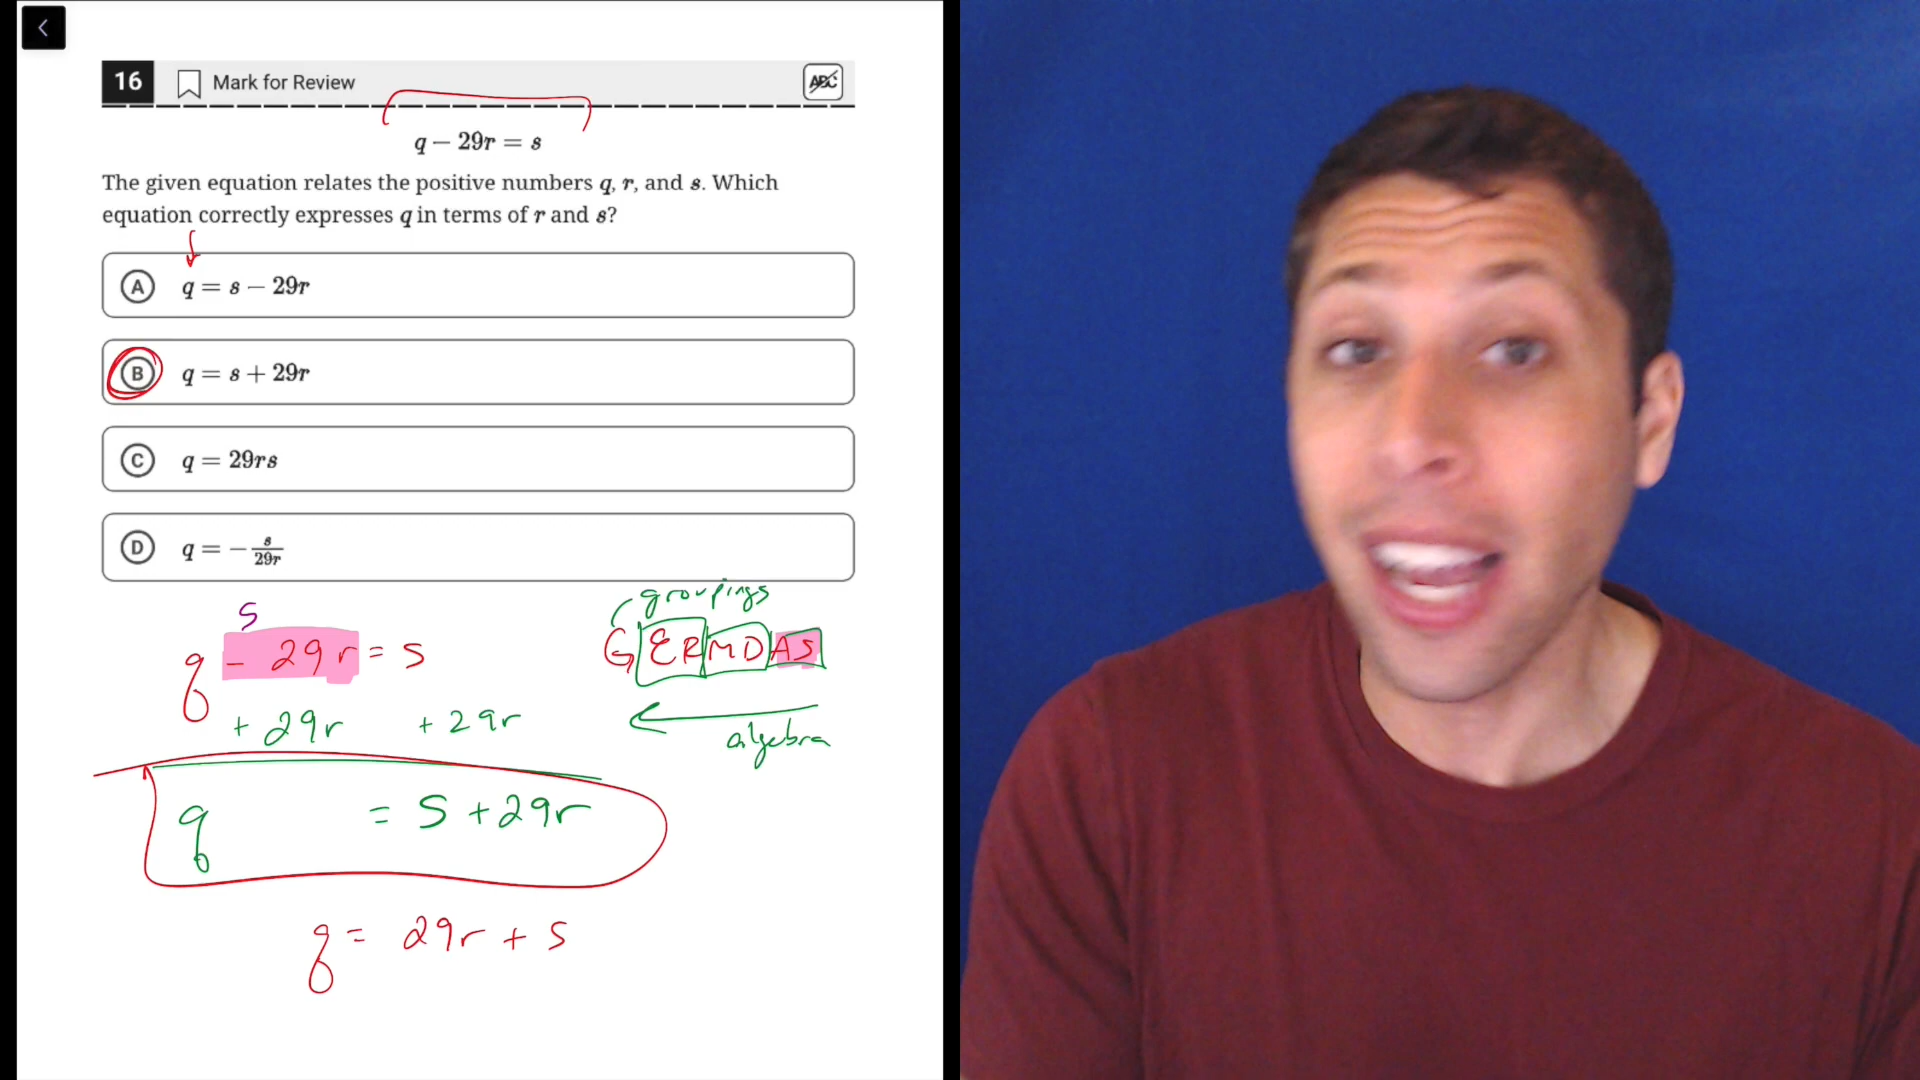 16 Mark for Review ABC
q − 29r = s
The given equation relates the positive numbers q, r, and s. Which
equation correctly expresses q in terms of r and s?
A q = s − 29r
B q = s + 29r
C q = 29rs
D q = − s/29r
groupings
S
q − 29r = s
GERMDAS
+ 29r + 29r
algebra
q = S + 29r
q = 29r + s